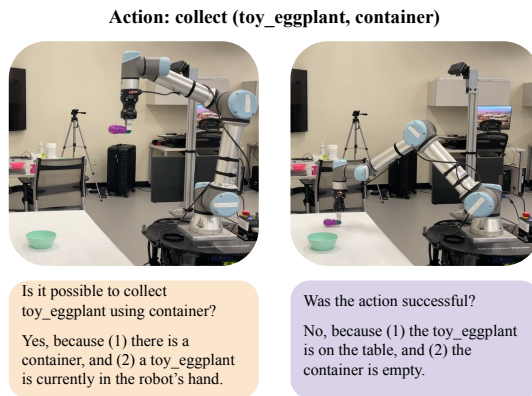 Action: collect (toy_eggplant, container)
Is it possible to collect
toy_eggplant using container?
Yes, because (1) there is a
container, and (2) a toy_eggplant
is currently in the robot's hand.
Was the action successful?
No, because (1) the toy_eggplant
is on the table, and (2) the
container is empty.